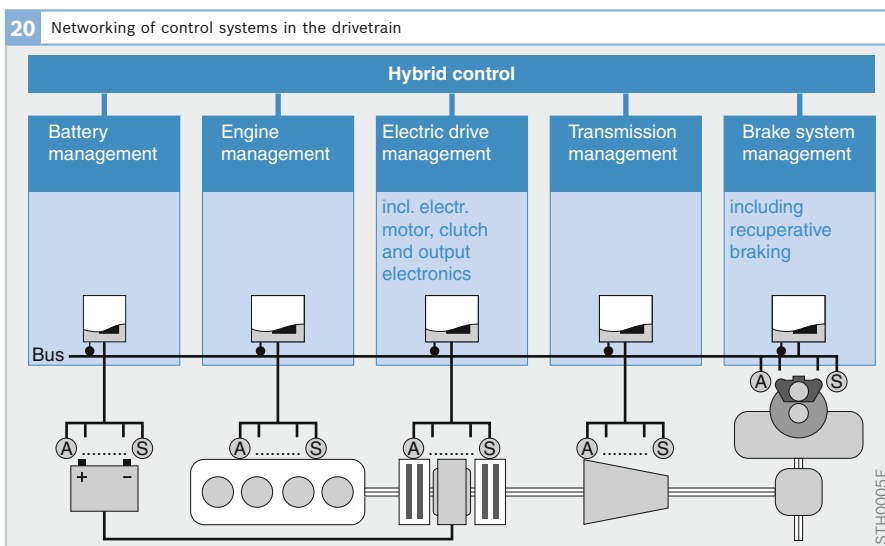 20 Networking of control systems in the drivetrain
Hybrid control
Battery
management
Engine
management
Electric drive
management
Transmission
management
Brake system
management
incl. electr.
motor, clutch
and output
electronics
including
recuperative
braking
Bus
A S
A ......... S
A ......... S
A ......... S
A ......... S
+ −
STH0005E